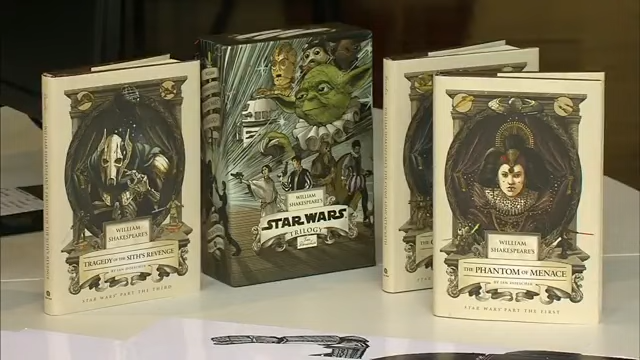 WILLIAM
SHAKESPEARE'S
TRAGEDY OF THE SITH'S REVENGE
BY IAN DOESCHER
STAR WARS PART THE THIRD
WILLIAM
SHAKESPEARE'S
STAR WARS
TRILOGY
WILLIAM
SHAKESPEARE'S
THE PHANTOM OF MENACE
BY IAN DOESCHER
STAR WARS PART THE FIRST